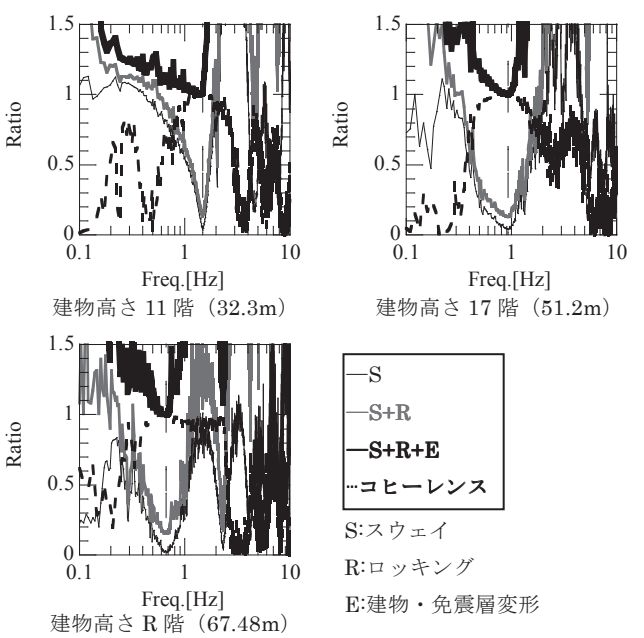 1.5
1
0.5
0
Ratio
0.1
1
10
Freq.[Hz]
建物高さ 11 階（32.3m）
1.5
1
0.5
0
Ratio
0.1
1
10
Freq.[Hz]
建物高さ 17 階（51.2m）
1.5
1
0.5
0
Ratio
0.1
1
10
Freq.[Hz]
建物高さ R 階（67.48m）
S
S+R
S+R+E
コヒーレンス
S:スウェイ
R:ロッキング
E:建物・免震層変形